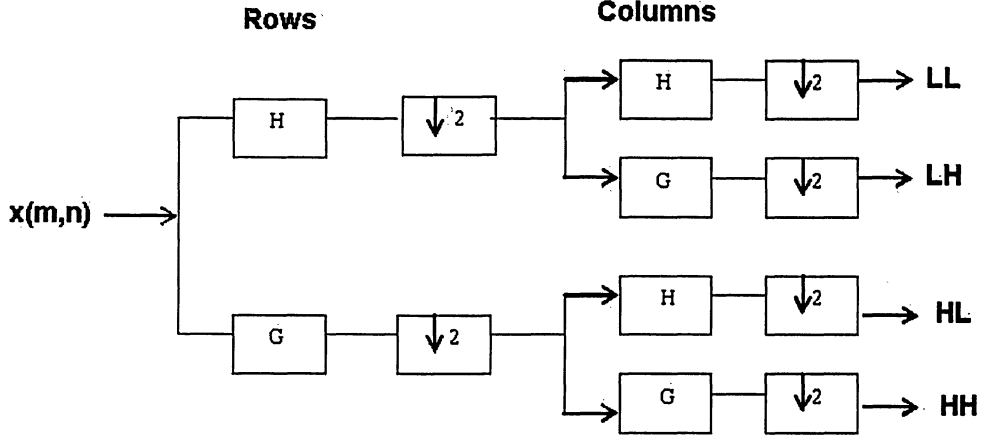 Rows Columns
H ↓2 LL
H ↓2
G ↓2 LH
x(m,n)
H ↓2 HL
G ↓2
G ↓2 HH